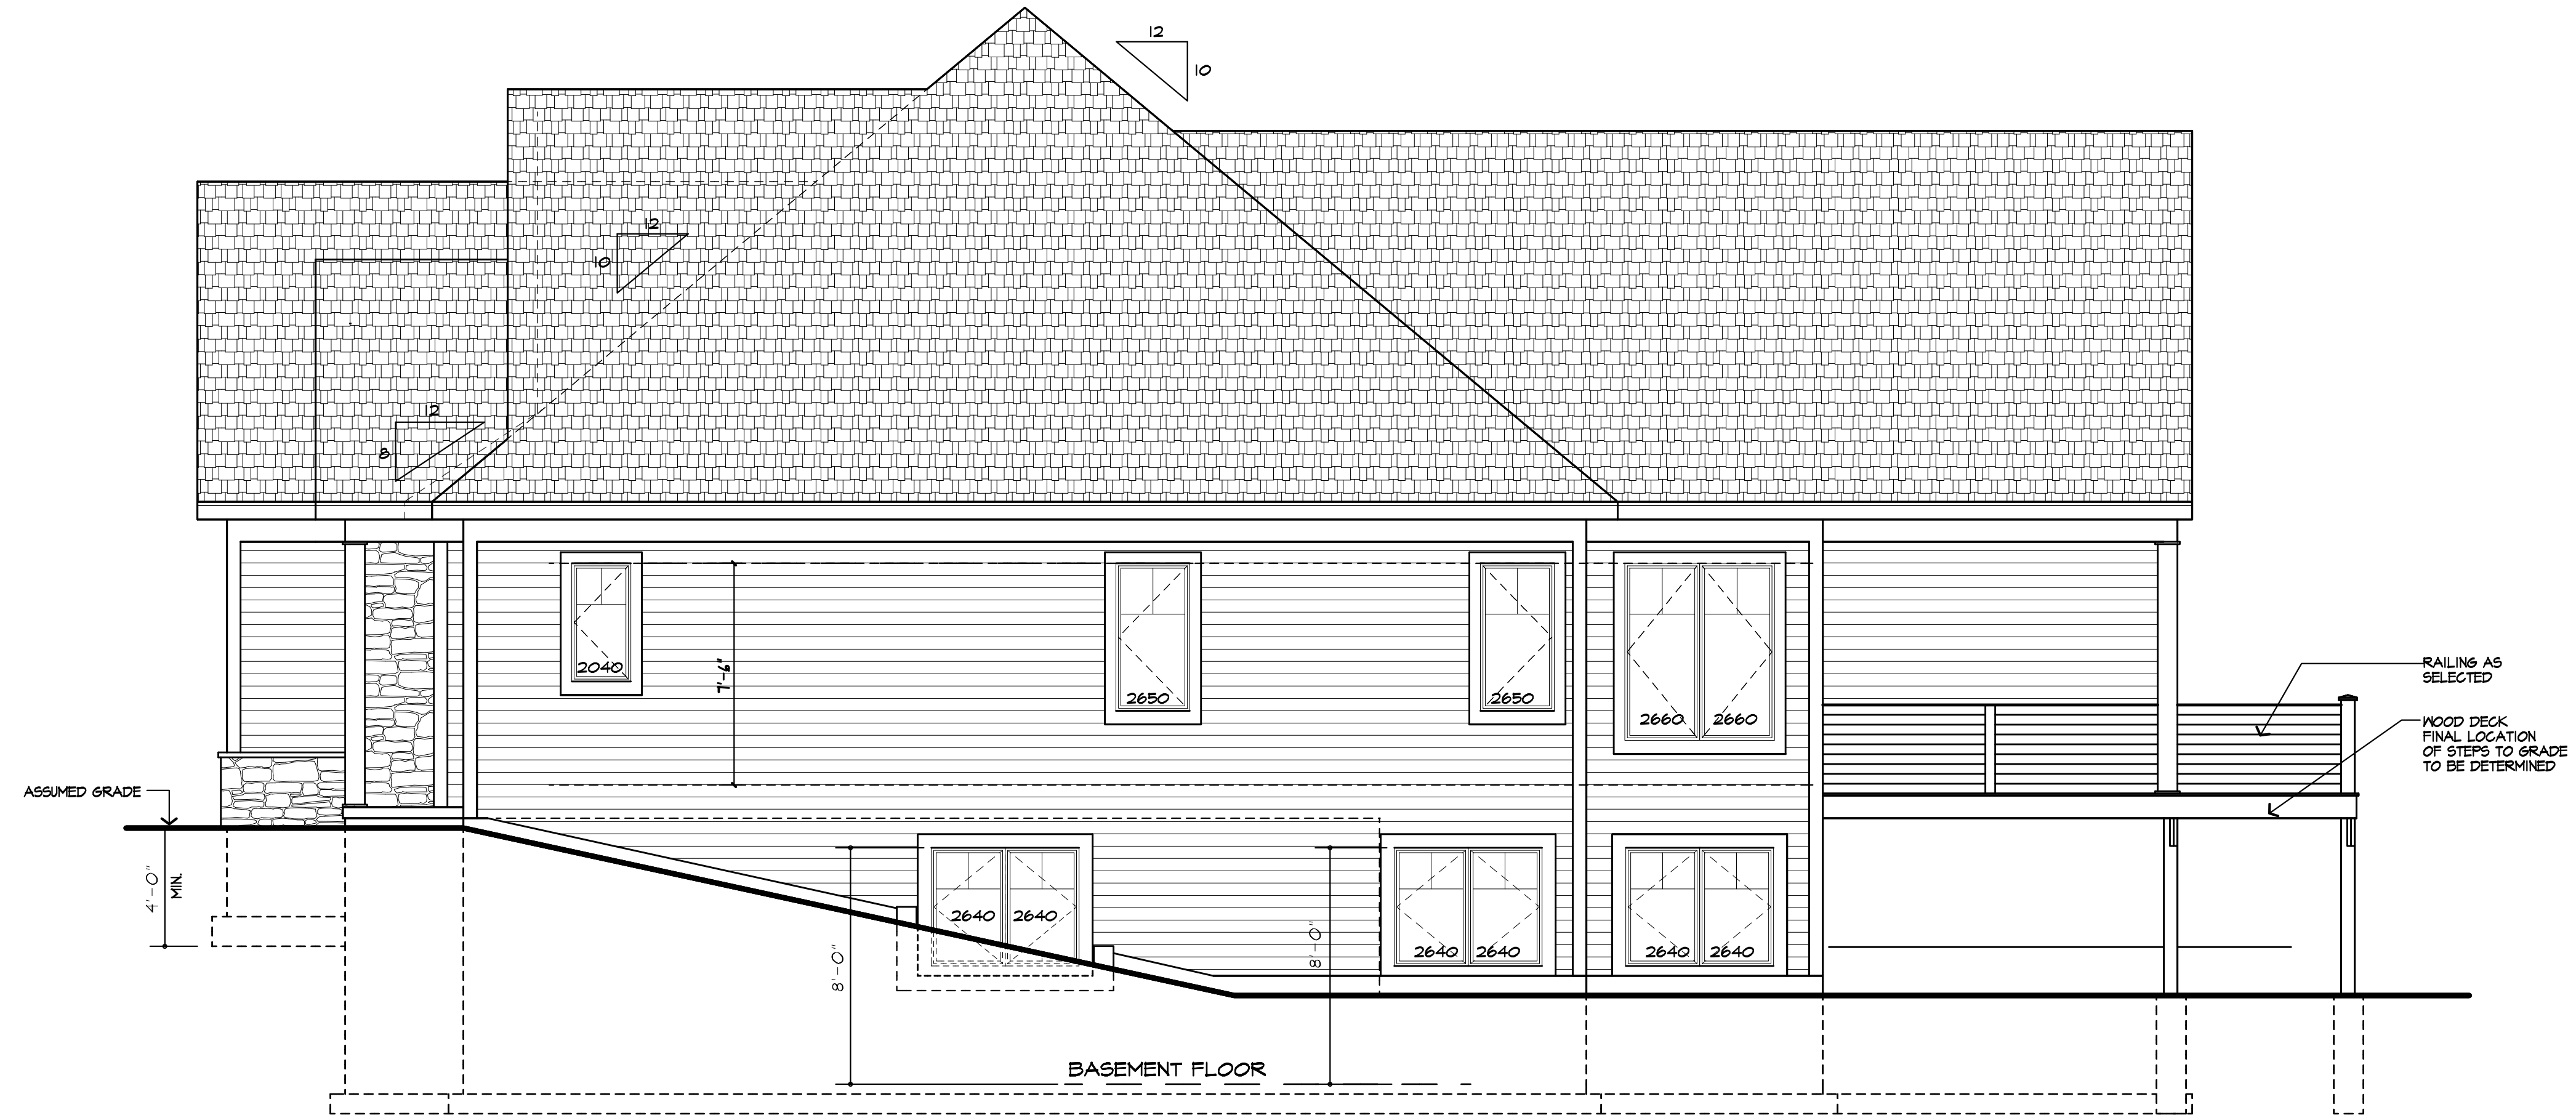 12
10
12
10
12
8
2040
7'-6"
2650
2650
2660
2660
RAILING AS
SELECTED
WOOD DECK
FINAL LOCATION
OF STEPS TO GRADE
TO BE DETERMINED
ASSUMED GRADE
4'-0"
MIN.
2640
2640
8'-0"
8'-0"
2640
2640
2640
2640
BASEMENT FLOOR